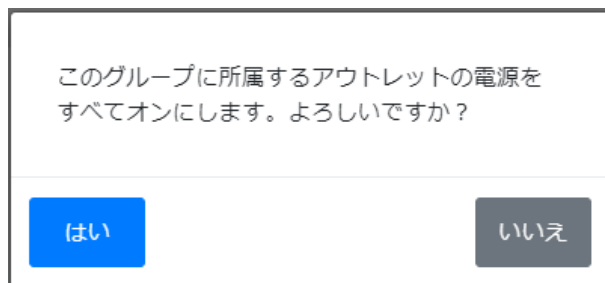 このグループに所属するアウトレットの電源を
すべてオンにします。よろしいですか？
はい
いいえ